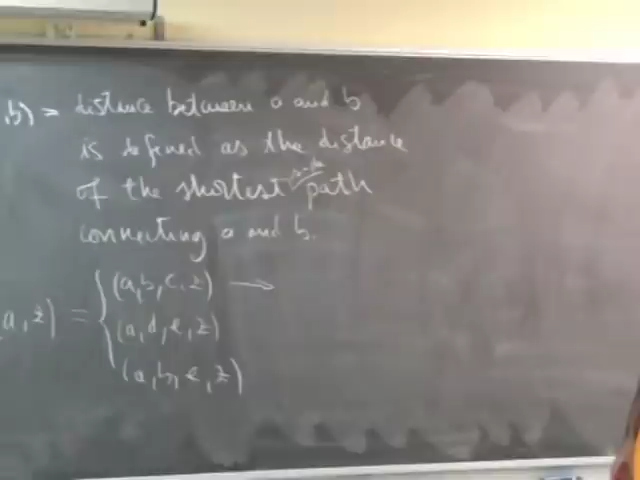 ,b) = distance between a and b
is defined as the distance
of the shortest path
connecting a and b.
(a,b,c,z) →
a,z) = { (a,d,e,z)
(a,b,e,z)